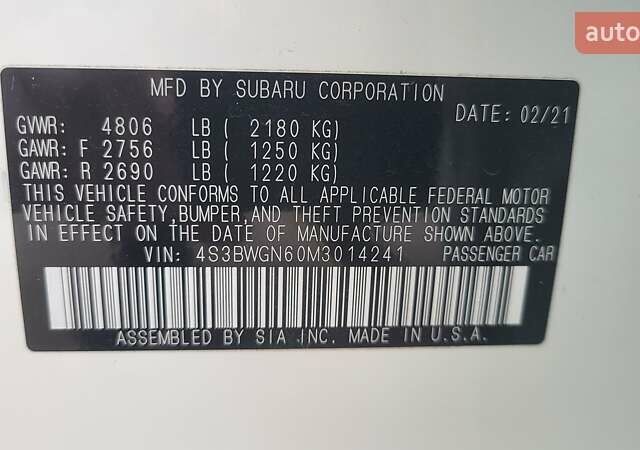 auto
MFD BY SUBARU CORPORATION
DATE: 02/21
GVWR: 4806 LB ( 2180 KG)
GAWR: F 2756 LB ( 1250 KG)
GAWR: R 2690 LB ( 1220 KG)
THIS VEHICLE CONFORMS TO ALL APPLICABLE FEDERAL MOTOR
VEHICLE SAFETY, BUMPER, AND THEFT PREVENTION STANDARDS
IN EFFECT ON THE DATE OF MANUFACTURE SHOWN ABOVE.
VIN: 4S3BWGN60M3014241 PASSENGER CAR
ASSEMBLED BY SIA INC. MADE IN U.S.A.